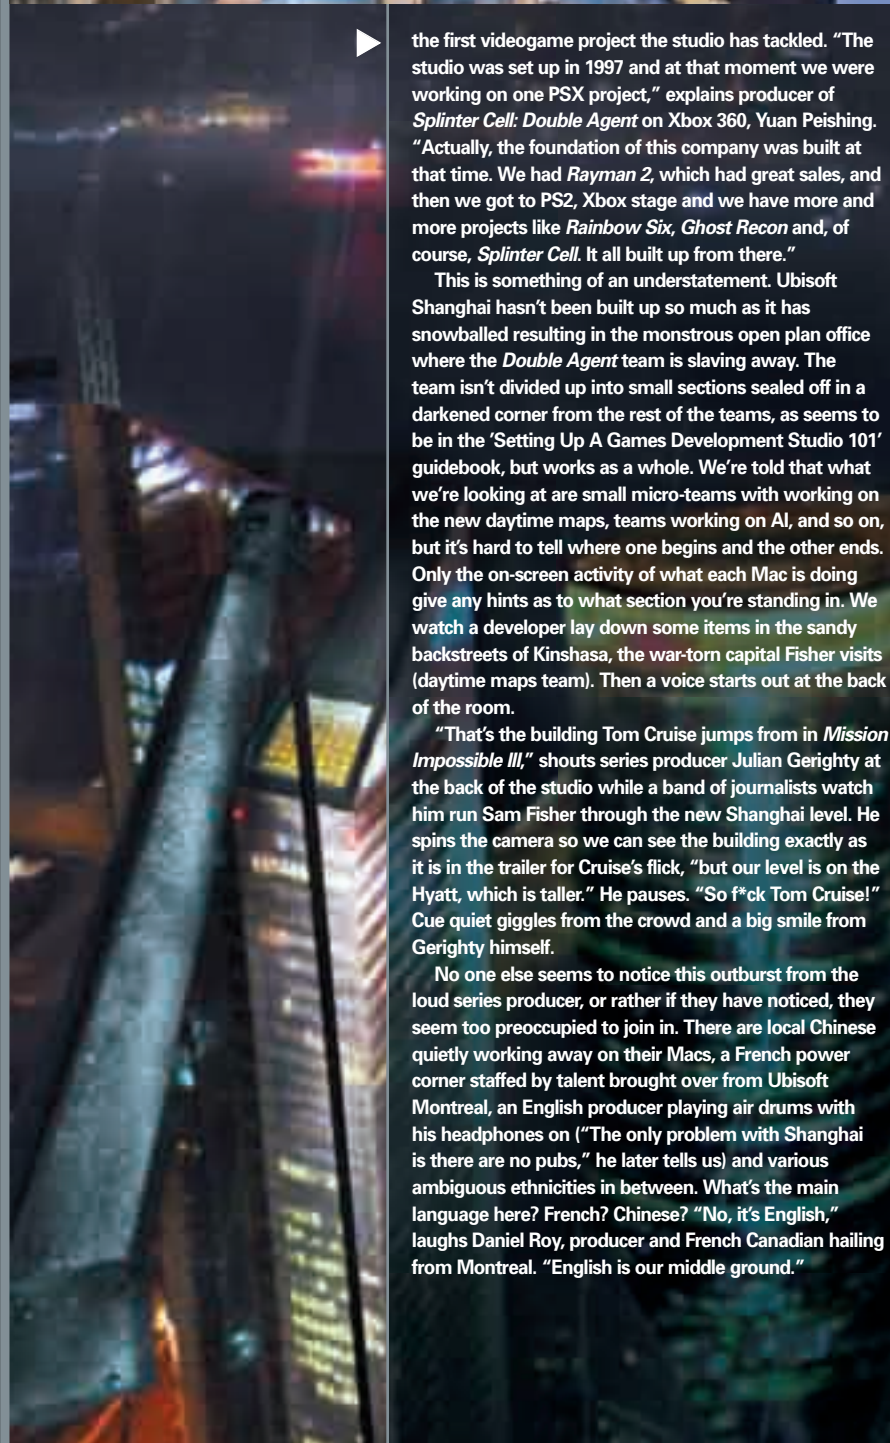 the first videogame project the studio has tackled. “The
studio was set up in 1997 and at that moment we were
working on one PSX project,” explains producer of
Splinter Cell: Double Agent on Xbox 360, Yuan Peishing.
“Actually, the foundation of this company was built at
that time. We had Rayman 2, which had great sales, and
then we got to PS2, Xbox stage and we have more and
more projects like Rainbow Six, Ghost Recon and, of
course, Splinter Cell. It all built up from there.”
This is something of an understatement. Ubisoft
Shanghai hasn’t been built up so much as it has
snowballed resulting in the monstrous open plan office
where the Double Agent team is slaving away. The
team isn’t divided up into small sections sealed off in a
darkened corner from the rest of the teams, as seems to
be in the ‘Setting Up A Games Development Studio 101’
guidebook, but works as a whole. We’re told that what
we’re looking at are small micro-teams with working on
the new daytime maps, teams working on AI, and so on,
but it’s hard to tell where one begins and the other ends.
Only the on-screen activity of what each Mac is doing
give any hints as to what section you’re standing in. We
watch a developer lay down some items in the sandy
backstreets of Kinshasa, the war-torn capital Fisher visits
(daytime maps team). Then a voice starts out at the back
of the room.
“That’s the building Tom Cruise jumps from in Mission
Impossible III,” shouts series producer Julian Gerighty at
the back of the studio while a band of journalists watch
him run Sam Fisher through the new Shanghai level. He
spins the camera so we can see the building exactly as
it is in the trailer for Cruise’s flick, “but our level is on the
Hyatt, which is taller.” He pauses. “So f*ck Tom Cruise!”
Cue quiet giggles from the crowd and a big smile from
Gerighty himself.
No one else seems to notice this outburst from the
loud series producer, or rather if they have noticed, they
seem too preoccupied to join in. There are local Chinese
quietly working away on their Macs, a French power
corner staffed by talent brought over from Ubisoft
Montreal, an English producer playing air drums with
his headphones on (“The only problem with Shanghai
is there are no pubs,” he later tells us) and various
ambiguous ethnicities in between. What’s the main
language here? French? Chinese? “No, it’s English,”
laughs Daniel Roy, producer and French Canadian hailing
from Montreal. “English is our middle ground.”